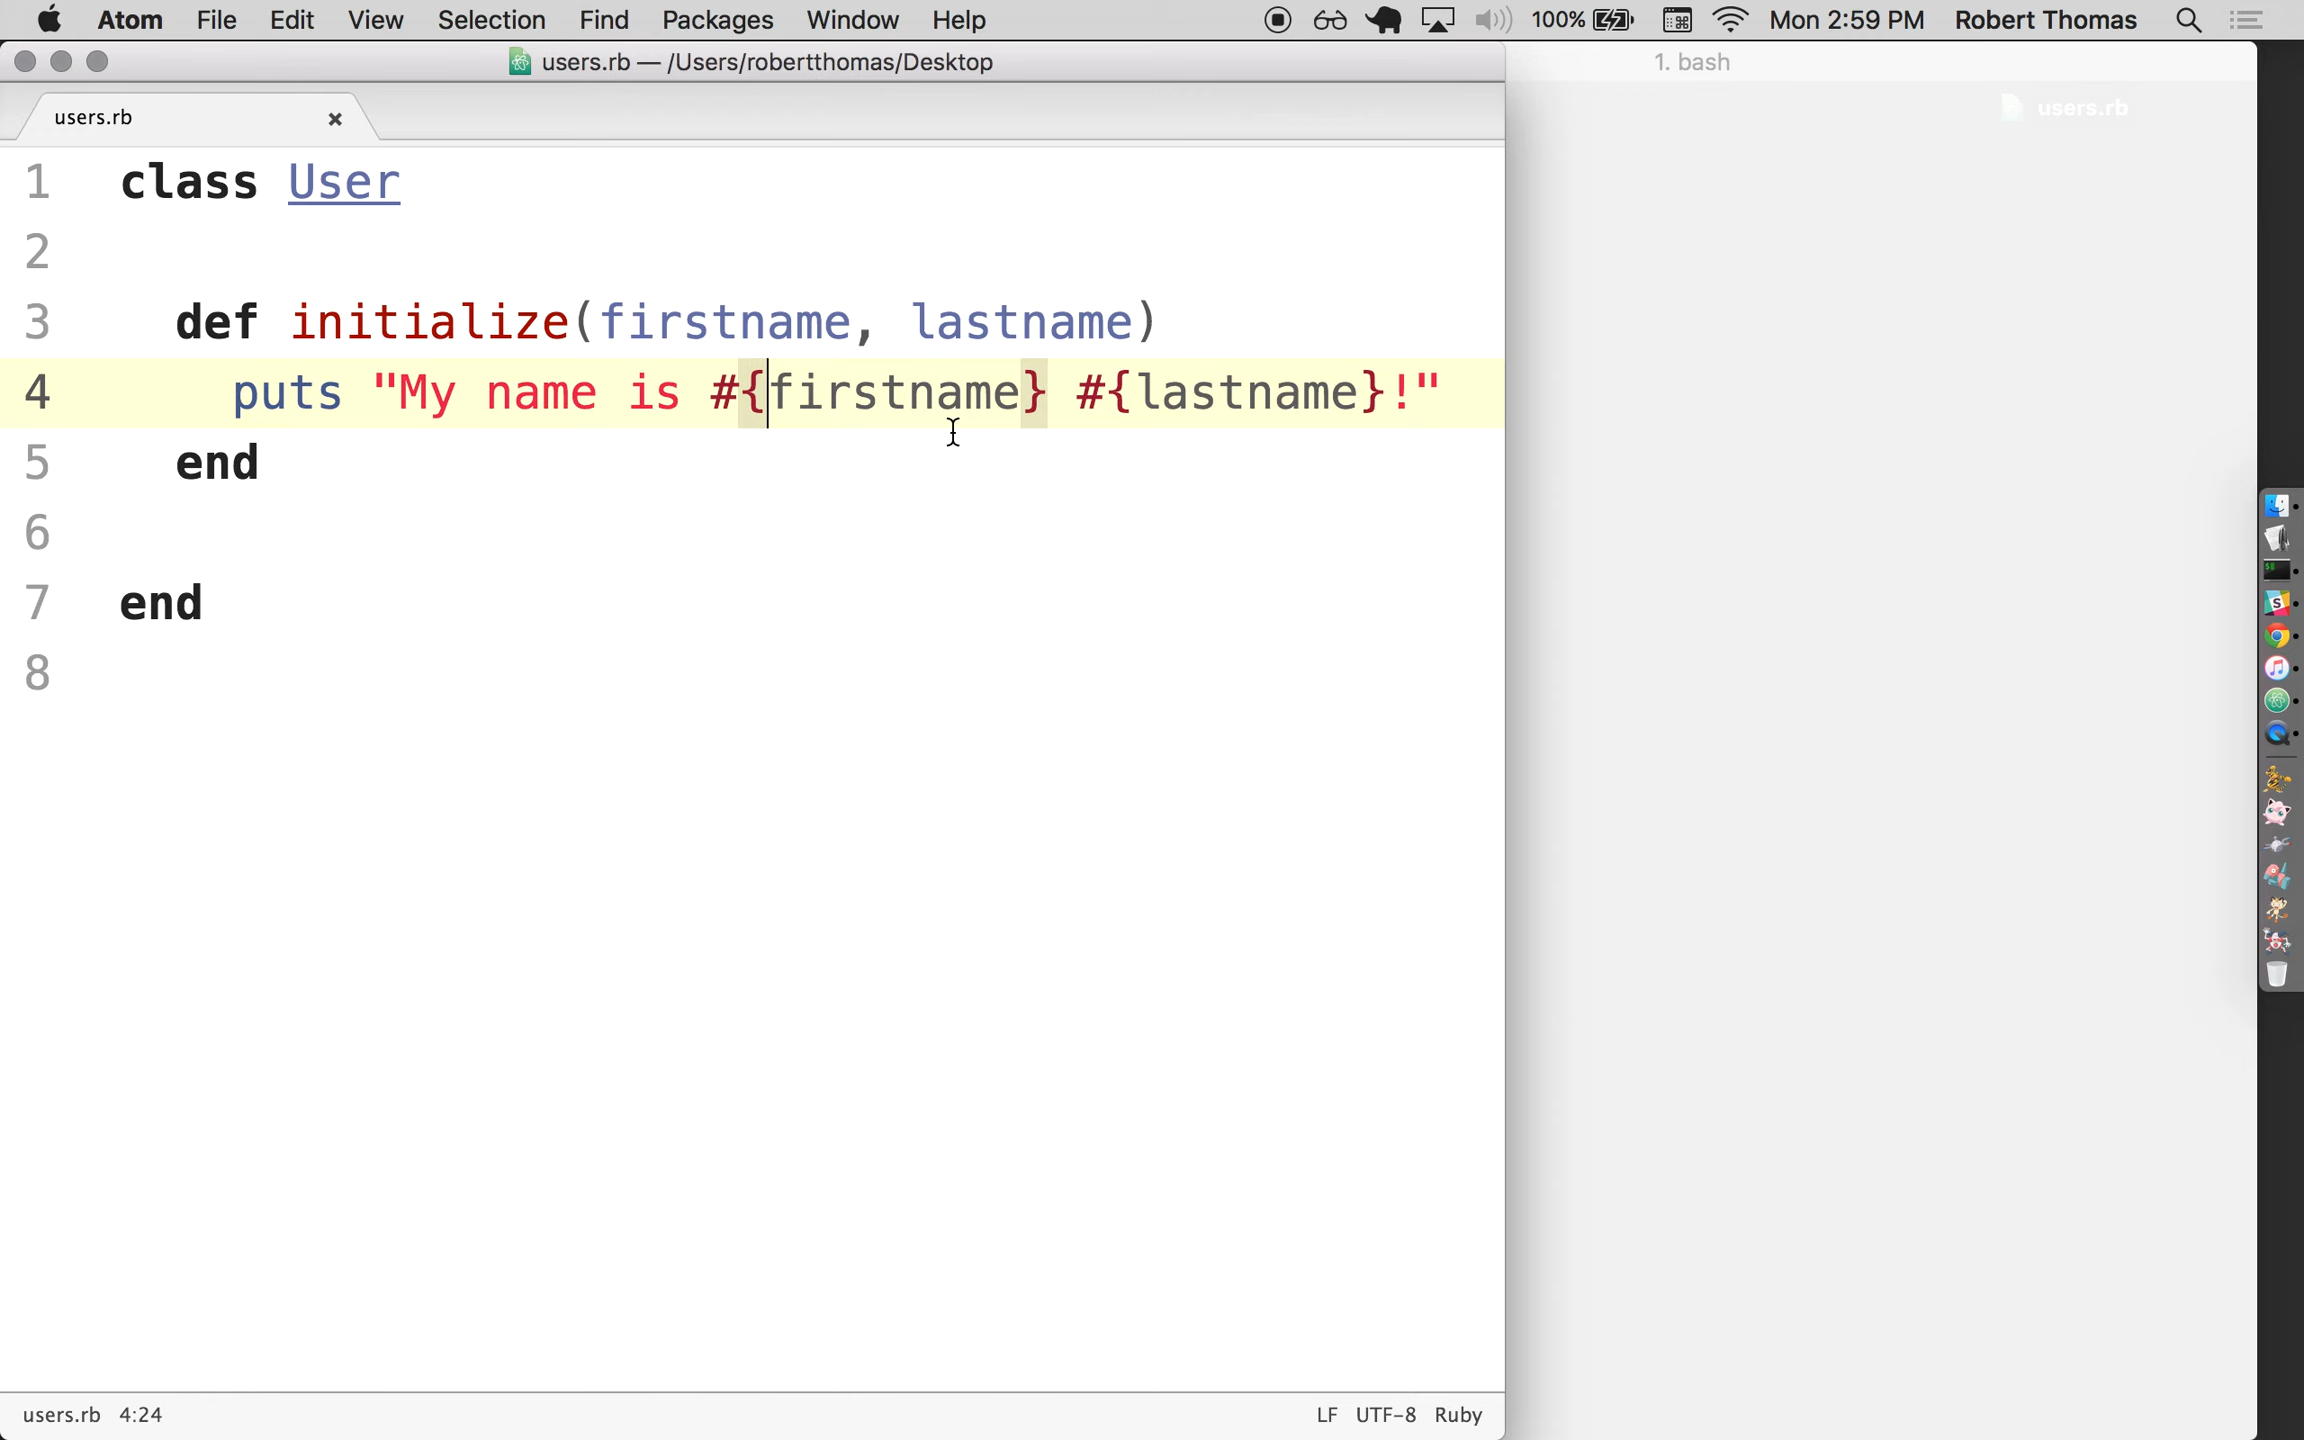 Atom File Edit View Selection Find Packages Window Help 100% Mon 2:59 PM Robert Thomas
users.rb — /Users/robertthomas/Desktop
1. bash
users.rb
users.rb
1 class User
2
3 def initialize(firstname, lastname)
4 puts "My name is #{firstname} #{lastname}!"
5 end
6
7 end
8
users.rb 4:24 LF UTF-8 Ruby